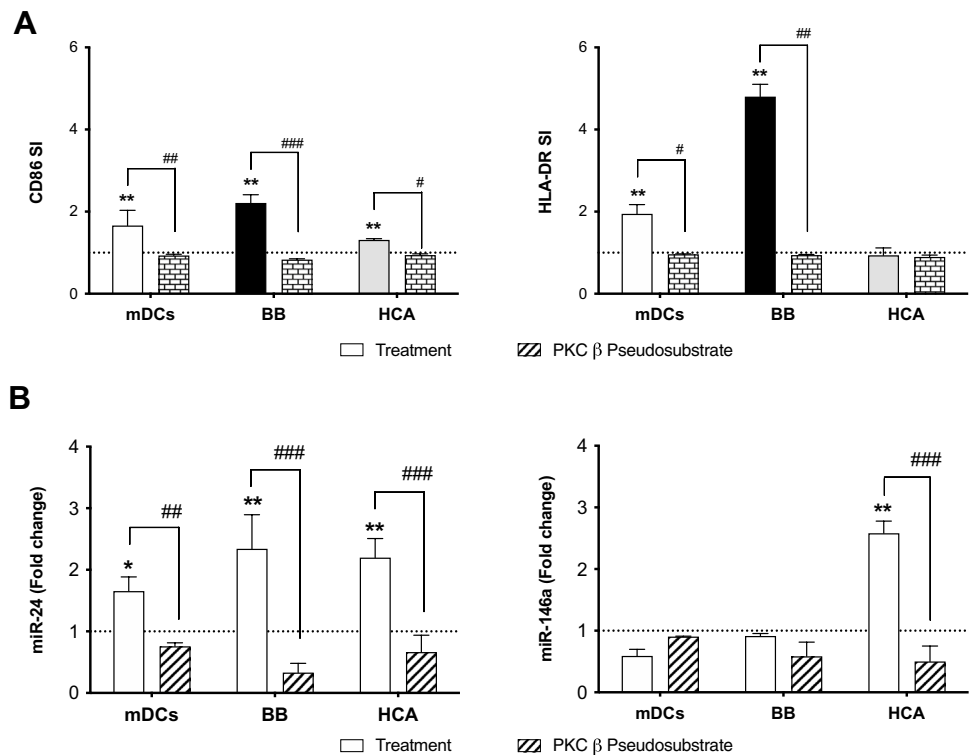 A
CD86 SI
6
4
2
0
**
##
**
###
**
#
mDCs
BB
HCA
HLA-DR SI
6
4
2
0
**
#
**
##
mDCs
BB
HCA
Treatment
PKC β Pseudosubstrate
B
miR-24 (Fold change)
4
3
2
1
0
*
##
**
###
**
###
mDCs
BB
HCA
miR-146a (Fold change)
4
3
2
1
0
**
###
mDCs
BB
HCA
Treatment
PKC β Pseudosubstrate